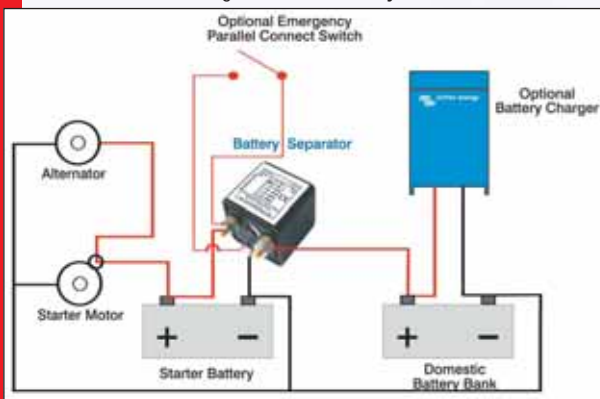 Optional Emergency
Parallel Connect Switch
Optional
Battery Charger
Battery Separator
Alternator
Starter Motor
+
−
+
−
Starter Battery
Domestic
Battery Bank